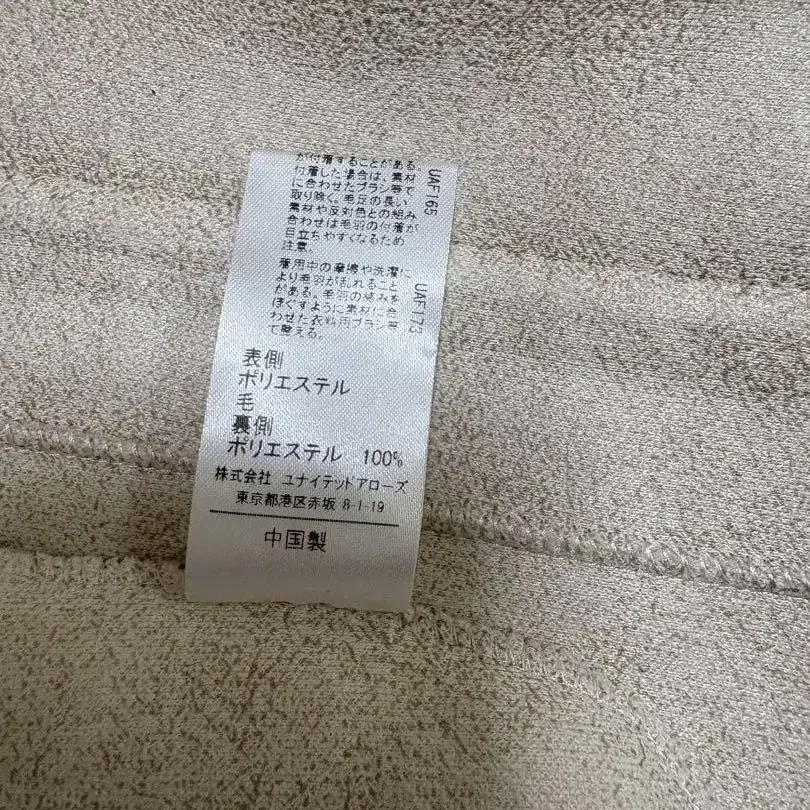 が付着することがある。
付着した場合は、素材
に合わせたブラシ等で
取り除く。毛足の長い
素材や反対色との組み
合わせは毛羽の付着が
目立ちやすくなるため
注意。
UAF165
着用中の摩擦や洗濯に
より毛羽が乱れること
がある。毛羽の絡みを
ほぐすように素材に合
わせた衣料用ブラシ等
で整える。
UAF173
表側
ポリエステル
毛
裏側
ポリエステル 100%
株式会社 ユナイテッドアローズ
東京都港区赤坂 8-1-19
中国製